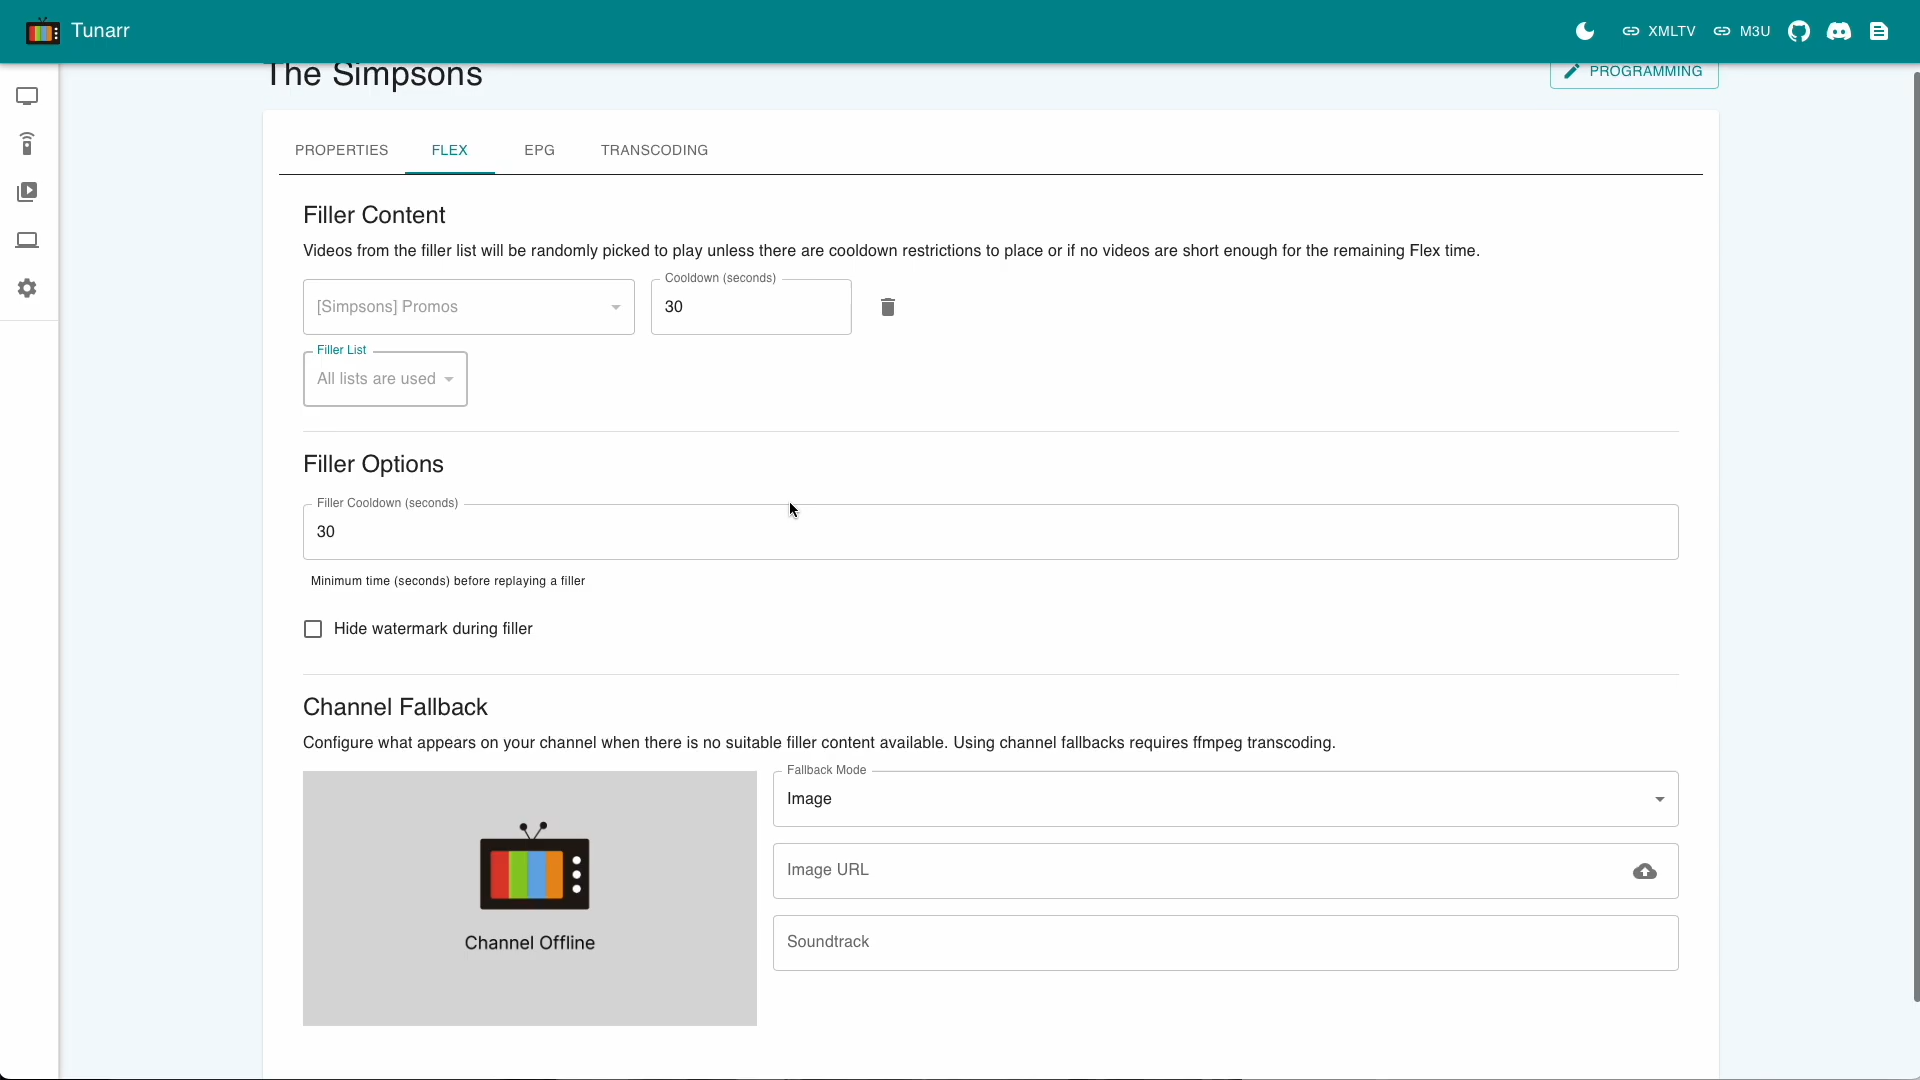 Tunarr
XMLTV
M3U
The Simpsons
PROGRAMMING
PROPERTIES
FLEX
EPG
TRANSCODING
Filler Content
Videos from the filler list will be randomly picked to play unless there are cooldown restrictions to place or if no videos are short enough for the remaining Flex time.
Cooldown (seconds)
[Simpsons] Promos
30
Filler List
All lists are used
Filler Options
Filler Cooldown (seconds)
30
Minimum time (seconds) before replaying a filler
Hide watermark during filler
Channel Fallback
Configure what appears on your channel when there is no suitable filler content available. Using channel fallbacks requires ffmpeg transcoding.
Fallback Mode
Image
Image URL
Channel Offline
Soundtrack